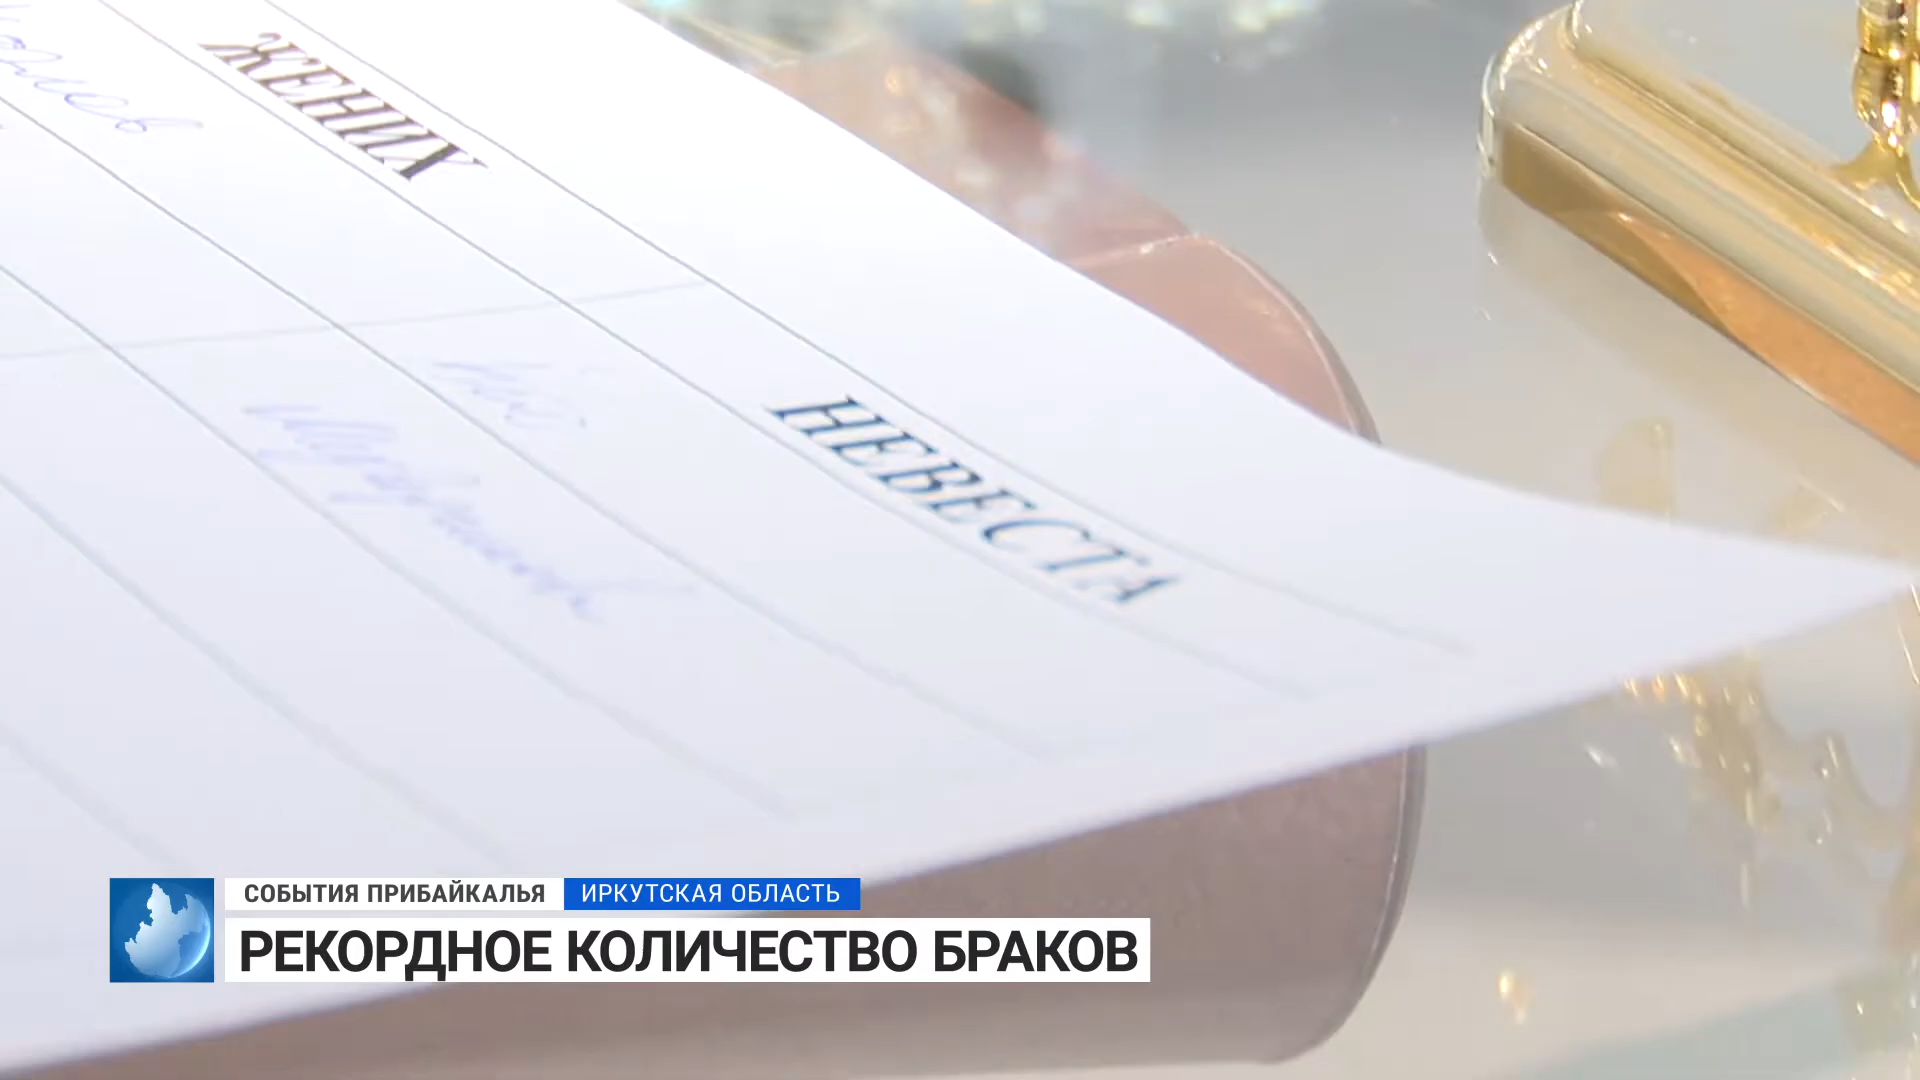 ЖЕНИХ
НЕВЕСТА
СОБЫТИЯ ПРИБАЙКАЛЬЯ
ИРКУТСКАЯ ОБЛАСТЬ
РЕКОРДНОЕ КОЛИЧЕСТВО БРАКОВ